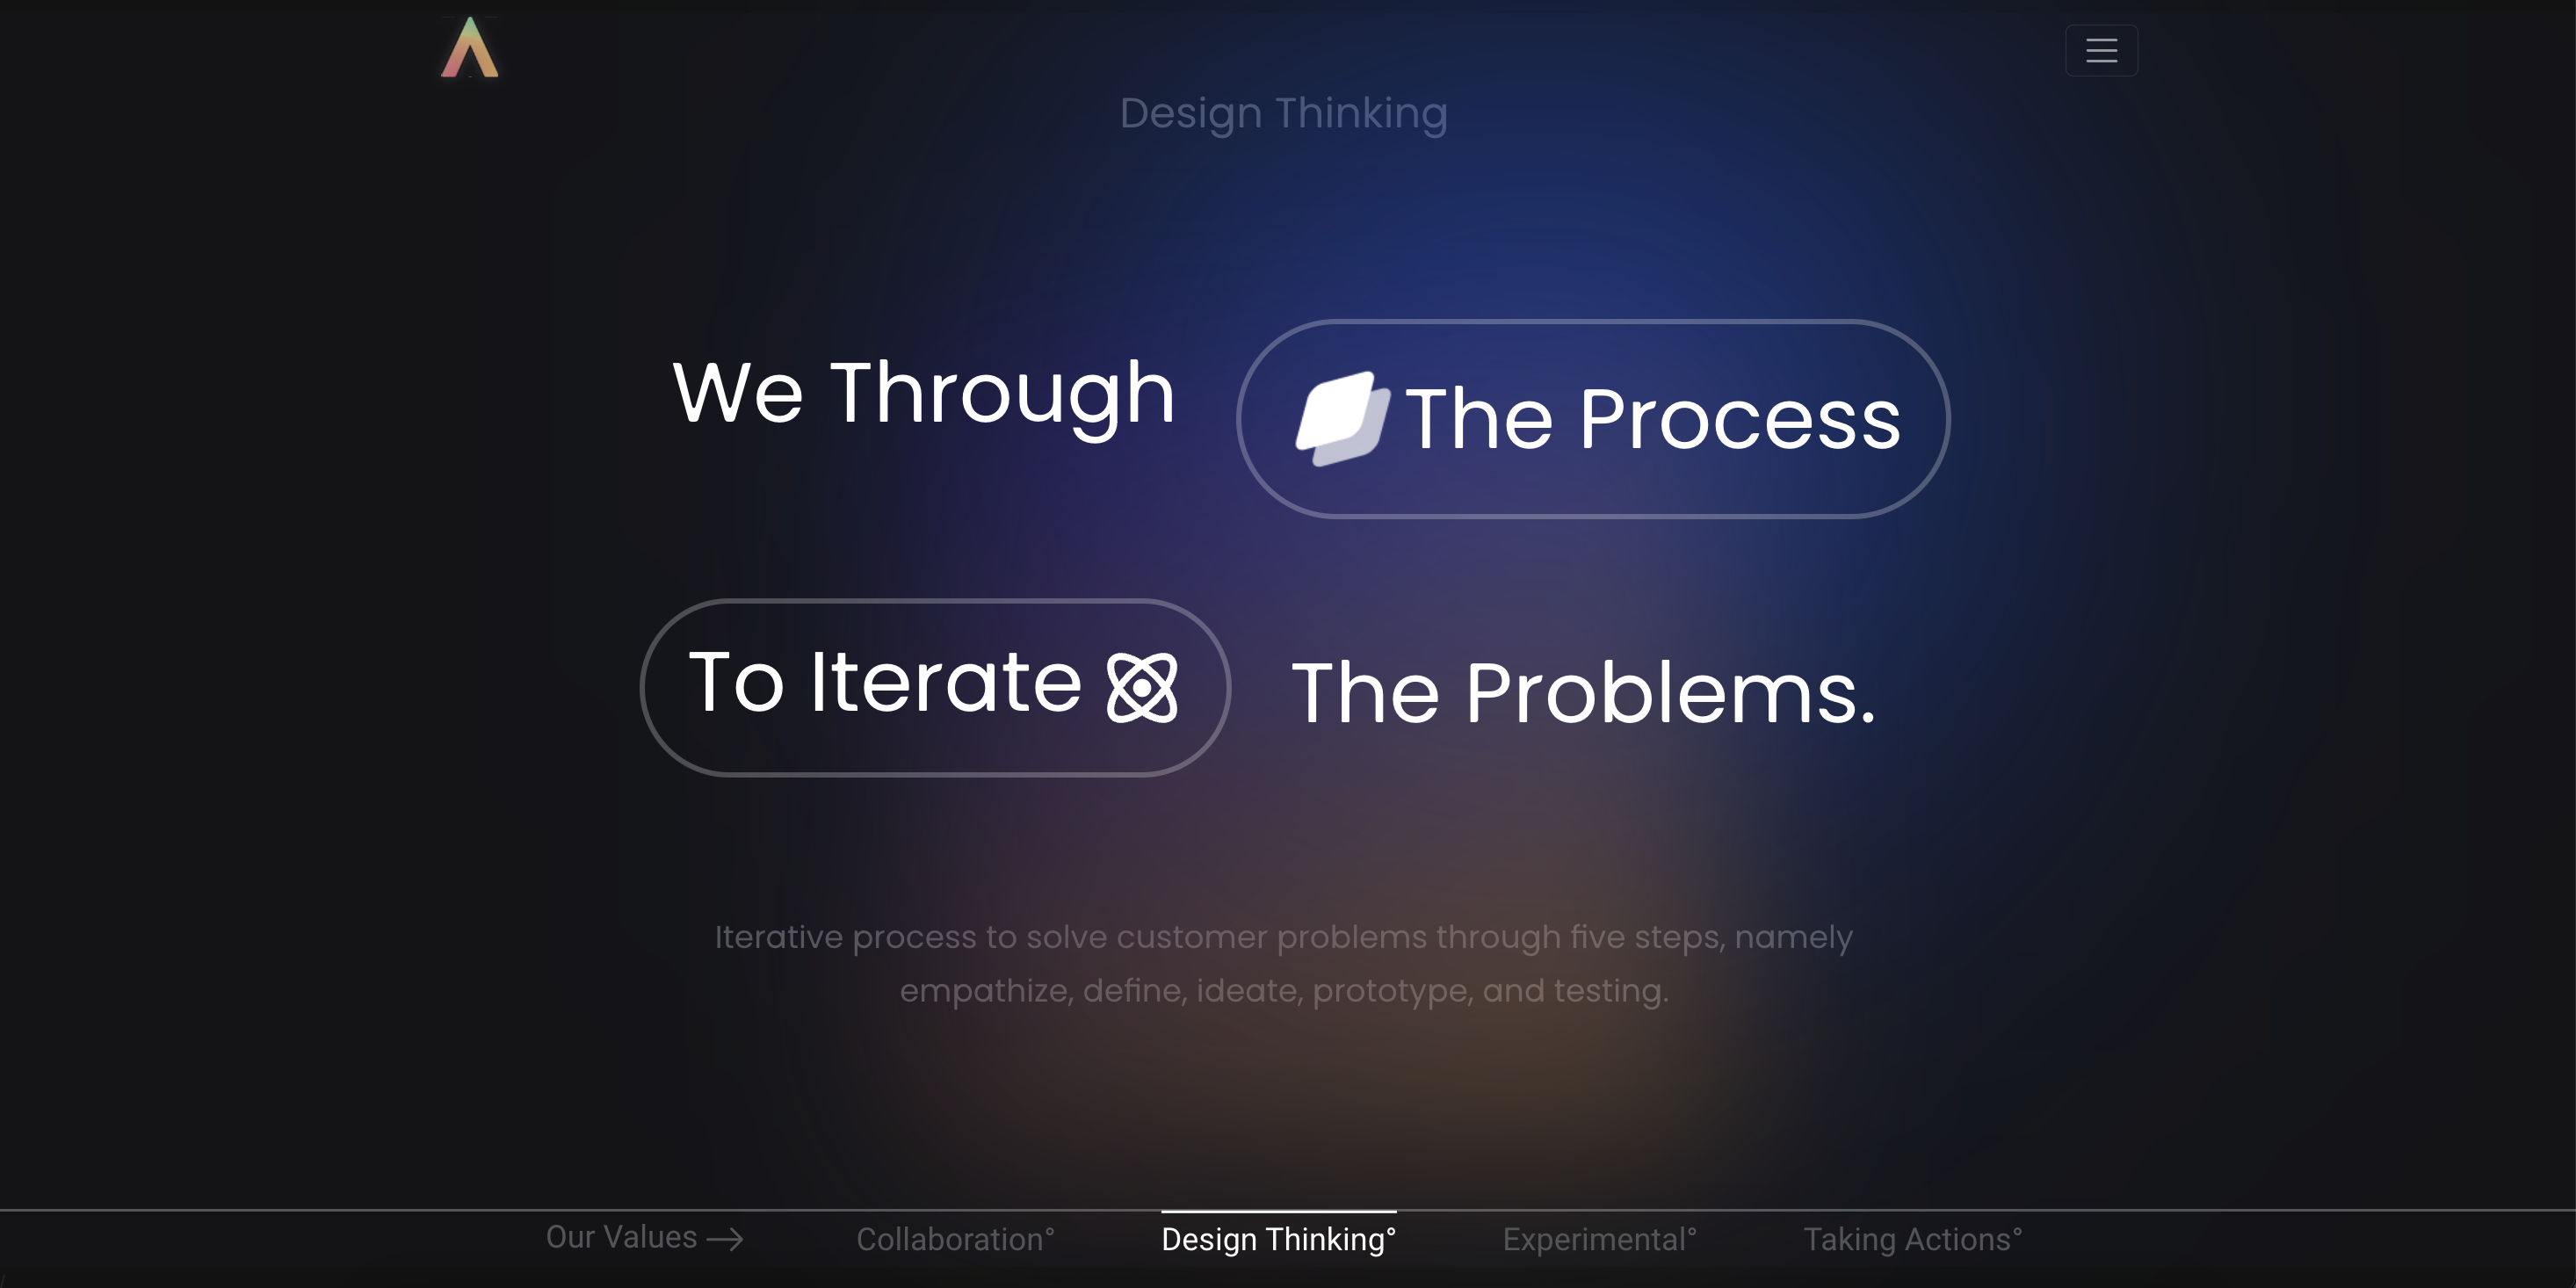 Design Thinking
We Through The Process
To Iterate The Problems.
Iterative process to solve customer problems through five steps, namely
empathize, define, ideate, prototype, and testing.
Our Values → Collaboration° Design Thinking° Experimental° Taking Actions°